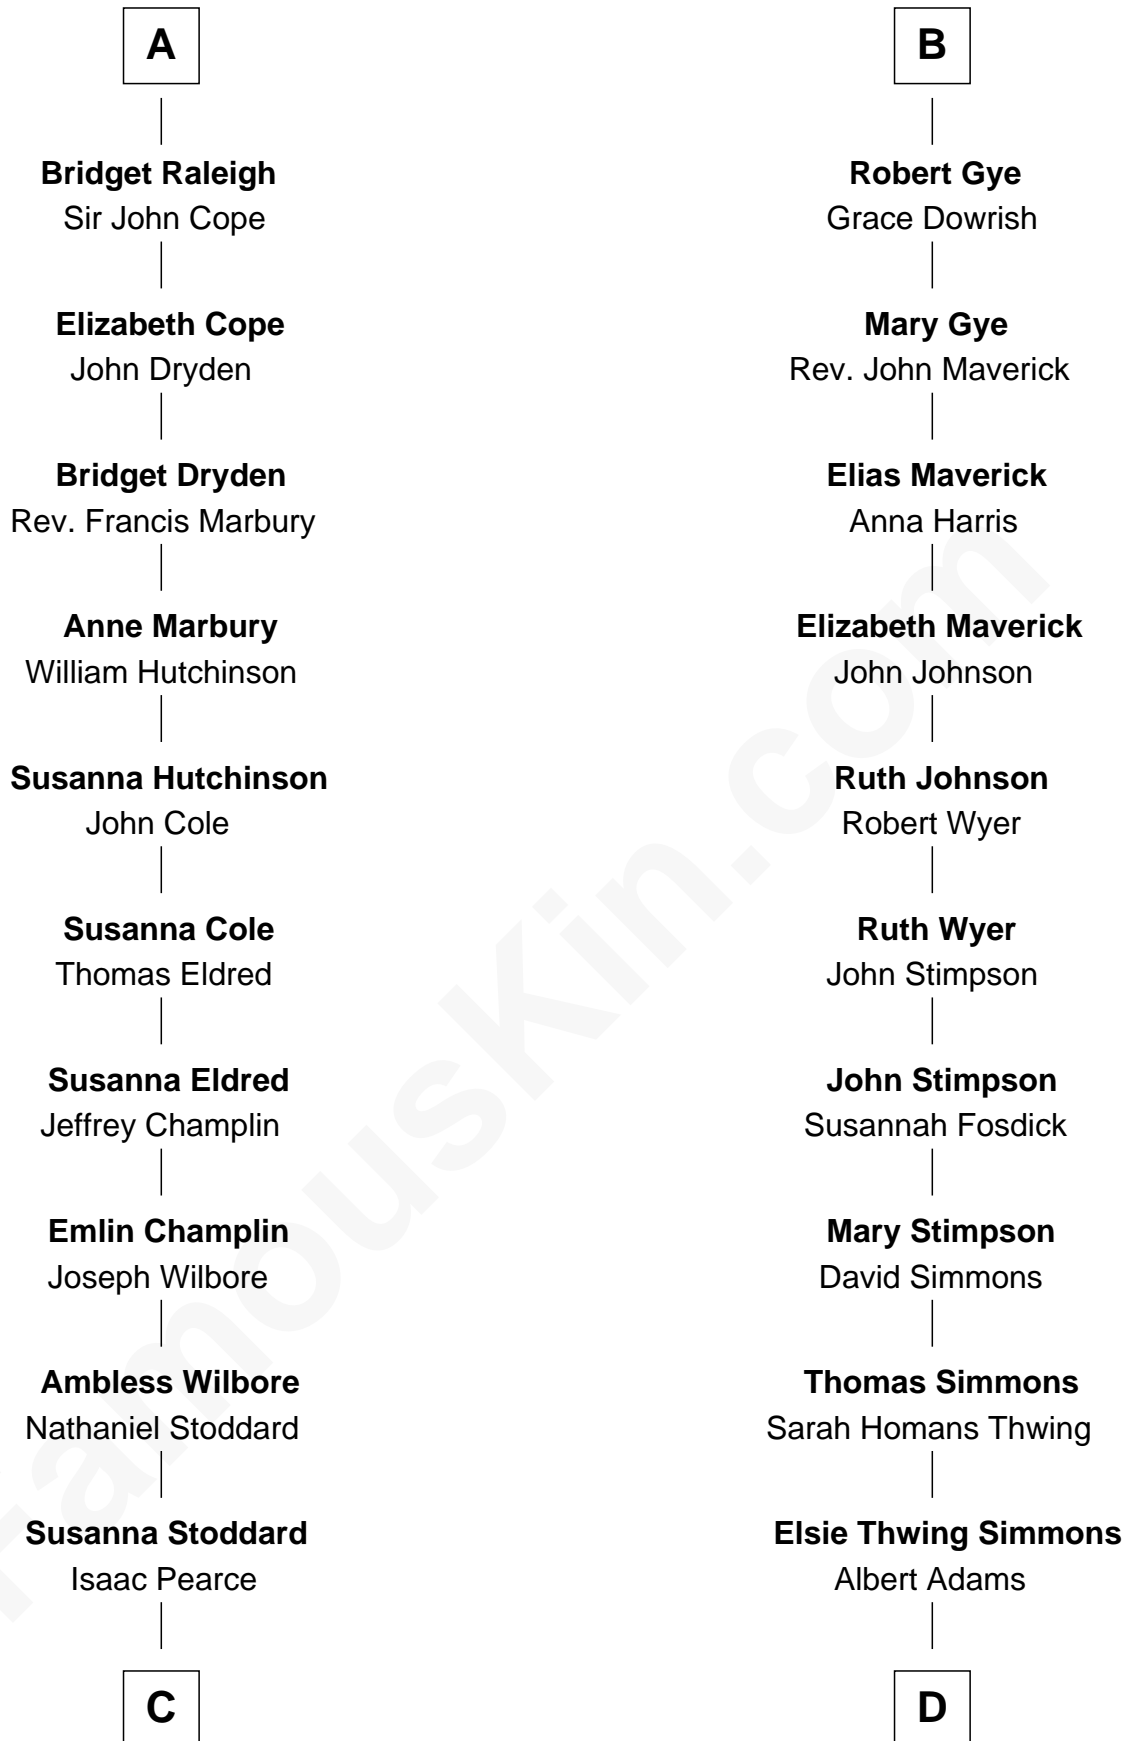 A
Bridget Raleigh
Sir John Cope
Elizabeth Cope
John Dryden
Bridget Dryden
Rev. Francis Marbury
Anne Marbury
William Hutchinson
Susanna Hutchinson
John Cole
Susanna Cole
Thomas Eldred
Susanna Eldred
Jeffrey Champlin
Emlin Champlin
Joseph Wilbore
Ambless Wilbore
Nathaniel Stoddard
Susanna Stoddard
Isaac Pearce
C
B
Robert Gye
Grace Dowrish
Mary Gye
Rev. John Maverick
Elias Maverick
Anna Harris
Elizabeth Maverick
John Johnson
Ruth Johnson
Robert Wyer
Ruth Wyer
John Stimpson
John Stimpson
Susannah Fosdick
Mary Stimpson
David Simmons
Thomas Simmons
Sarah Homans Thwing
Elsie Thwing Simmons
Albert Adams
D
FamousKin.com